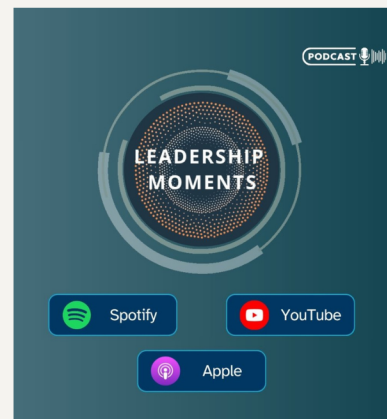 PODCAST
LEADERSHIP
MOMENTS
Spotify
YouTube
Apple